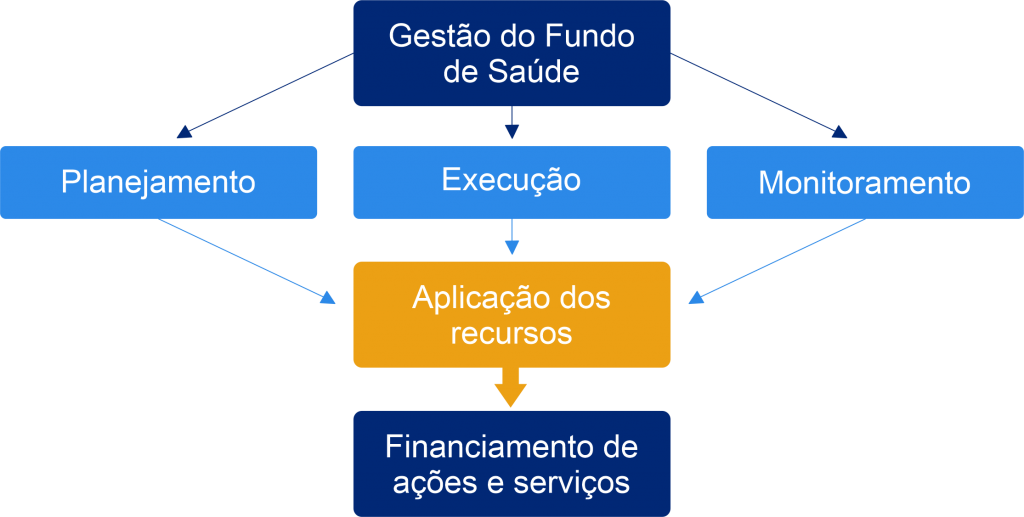 Gestão do Fundo
de Saúde
Planejamento
Execução
Monitoramento
Aplicação dos
recursos
Financiamento de
ações e serviços